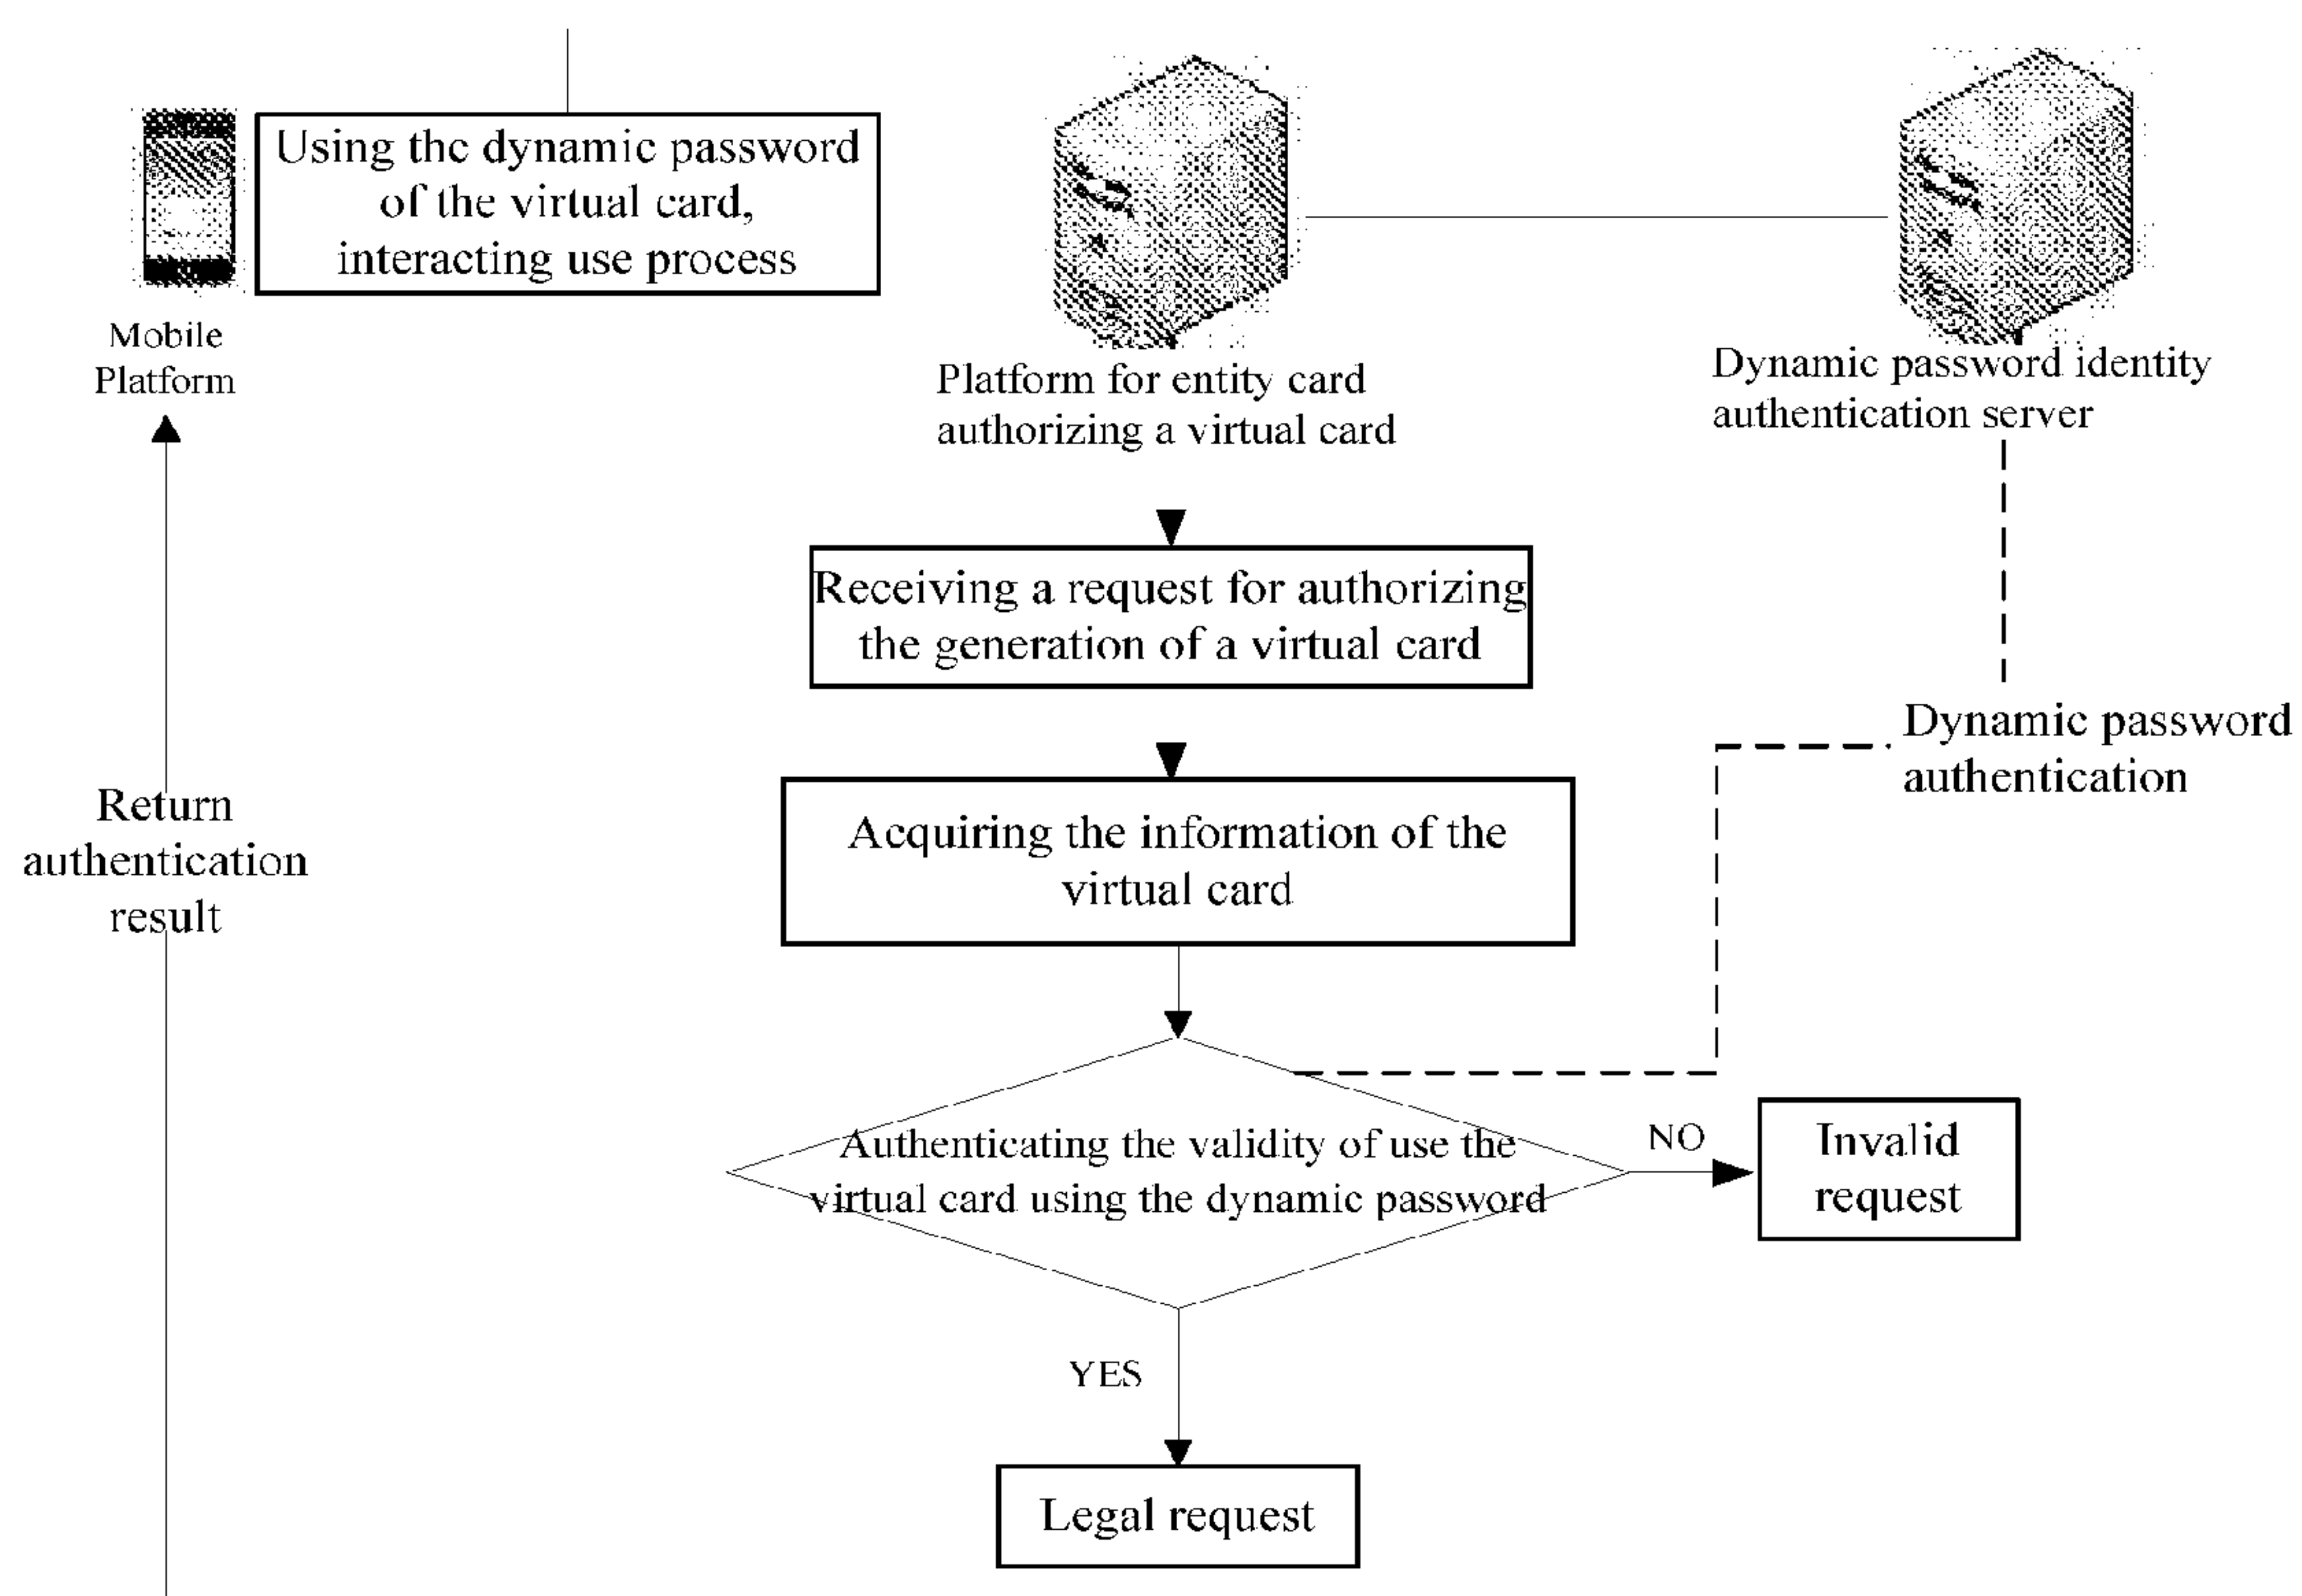 Using the dynamic password
of the virtual card,
interacting use process
Mobile
Platform
Platform for entity card
authorizing a virtual card
Dynamic password identity
authentication server
Receiving a request for authorizing
the generation of a virtual card
Dynamic password
authentication
Return
authentication
result
Acquiring the information of the
virtual card
Authenticating the validity of use the
virtual card using the dynamic password
NO
Invalid
request
YES
Legal request